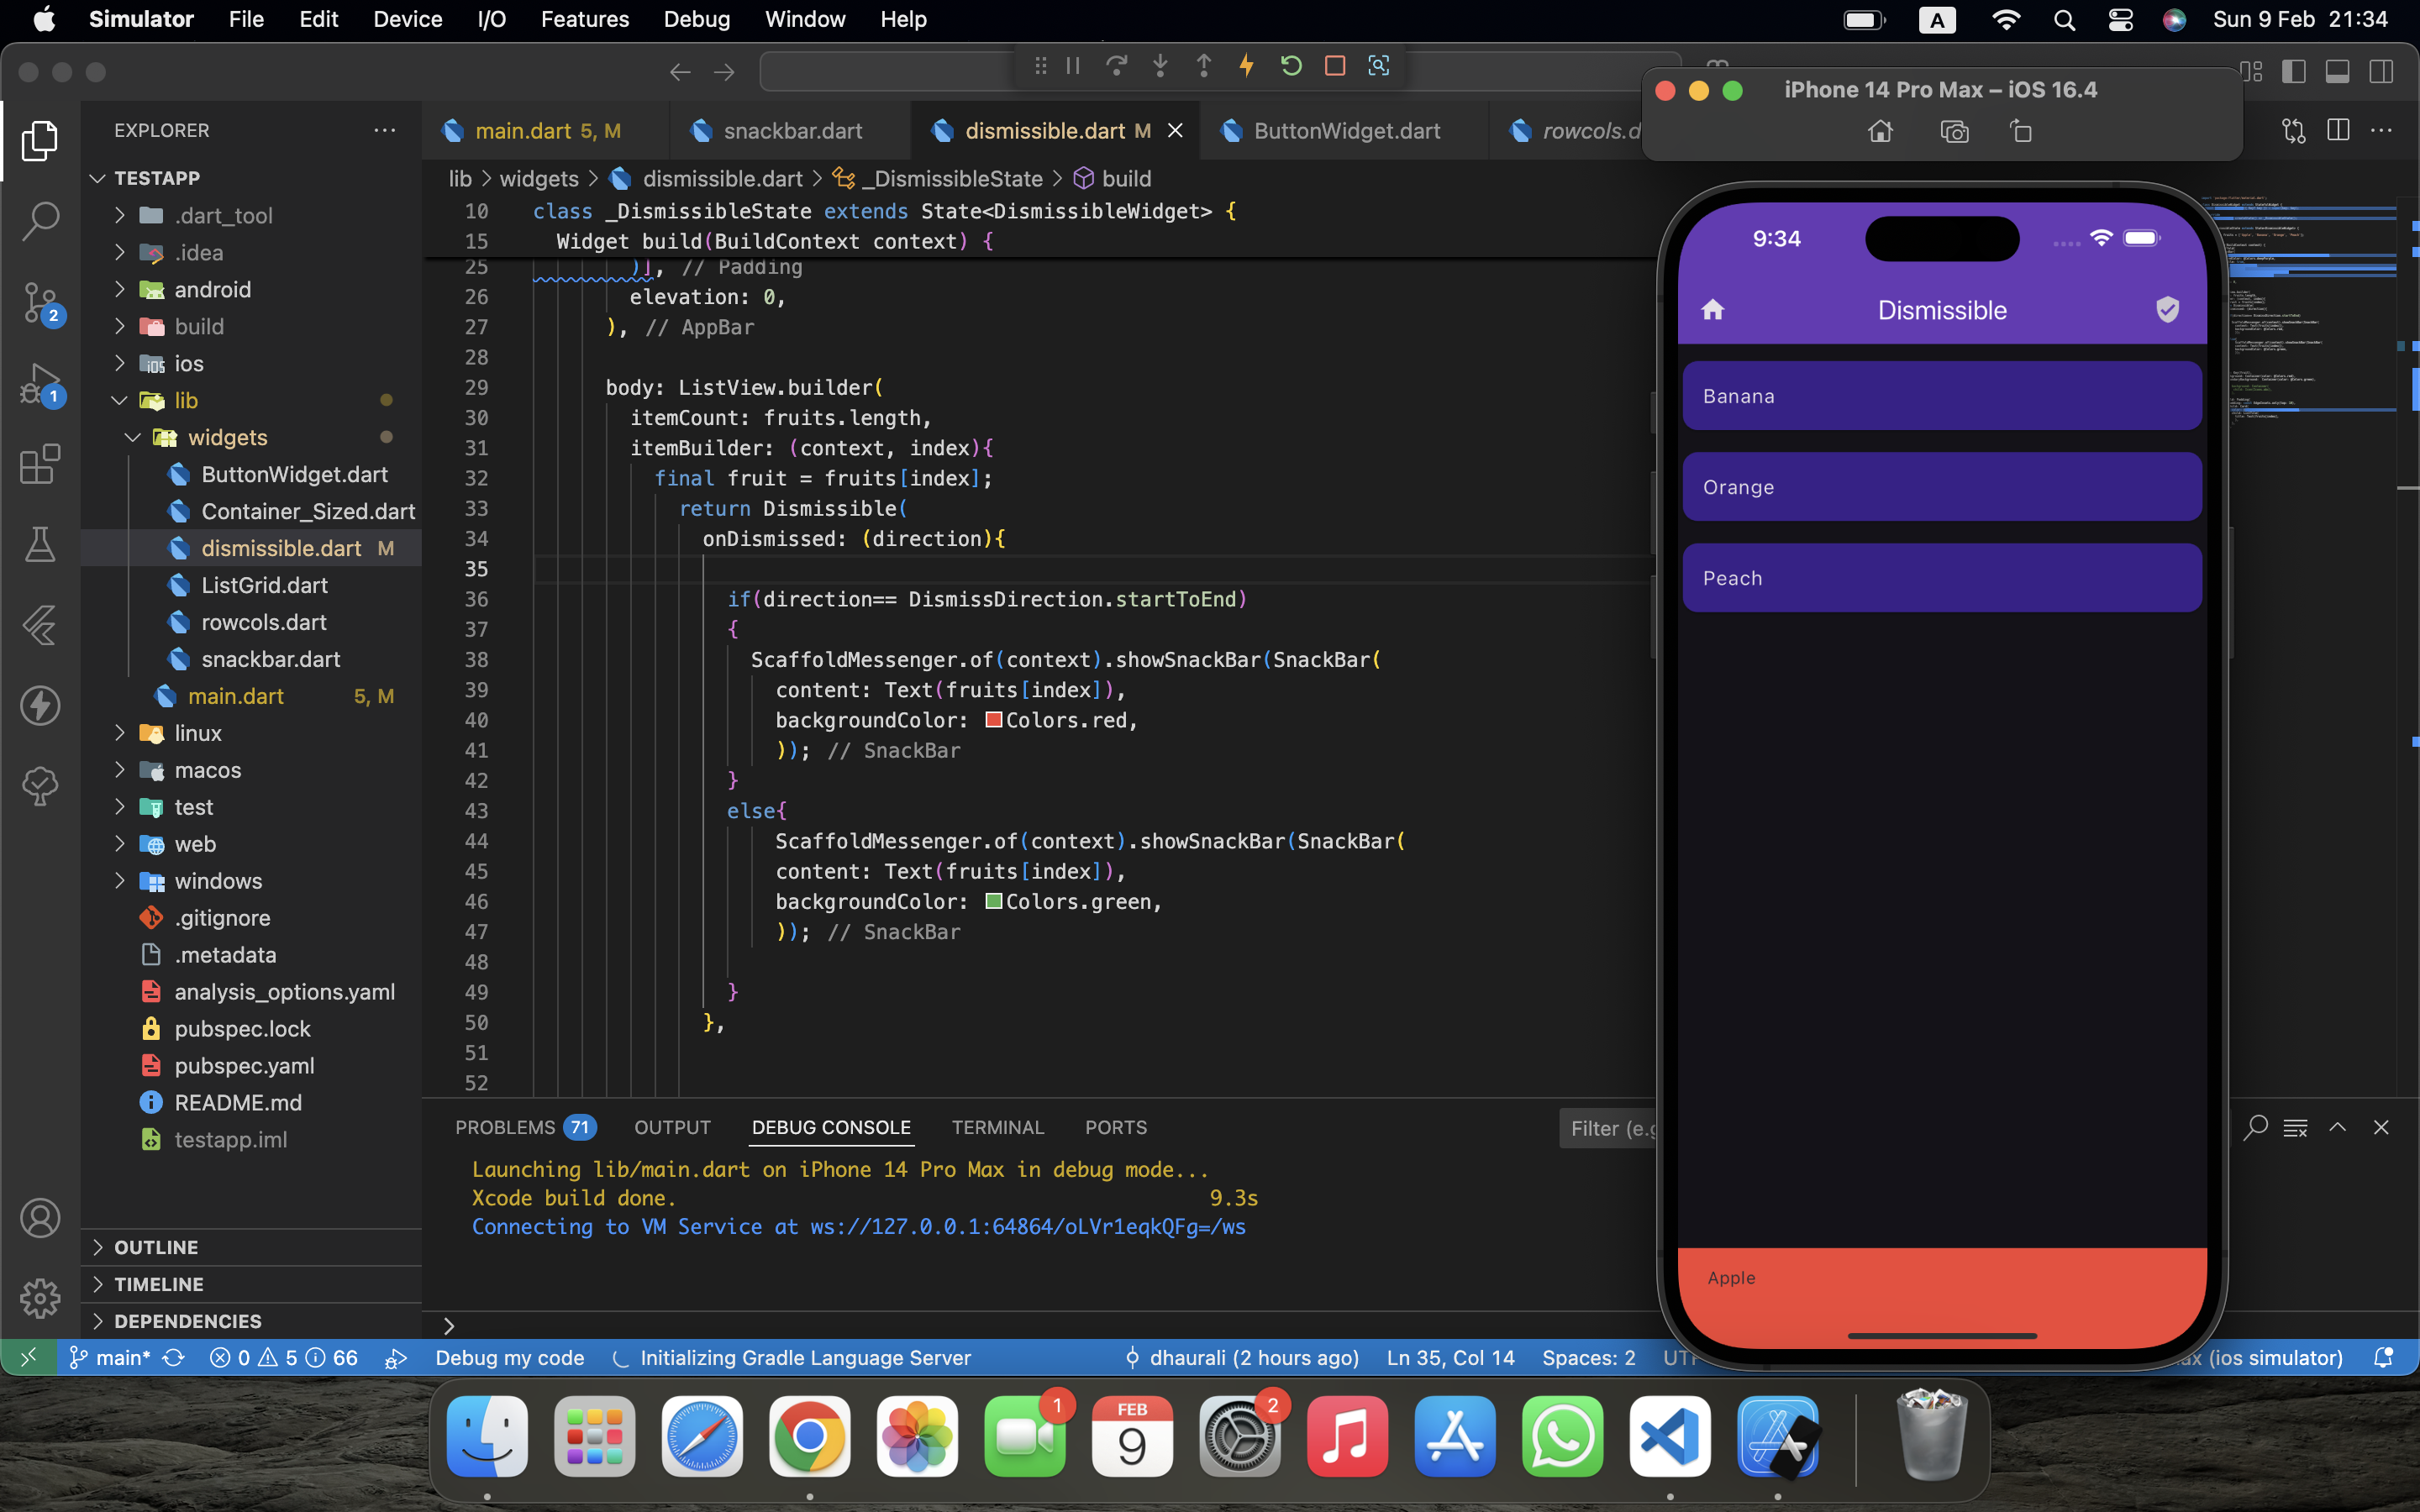 Simulator File Edit Device I/O Features Debug Window Help
A
Sun 9 Feb 21:34
iPhone 14 Pro Max – iOS 16.4
EXPLORER
main.dart 5, M
snackbar.dart
dismissible.dart M
ButtonWidget.dart
rowcols.d
TESTAPP
.dart_tool
.idea
android
build
ios
lib
widgets
ButtonWidget.dart
Container_Sized.dart
dismissible.dart M
ListGrid.dart
rowcols.dart
snackbar.dart
main.dart 5, M
linux
macos
test
web
windows
.gitignore
.metadata
analysis_options.yaml
pubspec.lock
pubspec.yaml
README.md
testapp.iml
OUTLINE
TIMELINE
DEPENDENCIES
2
1
lib > widgets > dismissible.dart > _DismissibleState > build
10 class _DismissibleState extends State<DismissibleWidget> {
15 Widget build(BuildContext context) {
25 )], // Padding
26 elevation: 0,
27 ), // AppBar
28
29 body: ListView.builder(
30 itemCount: fruits.length,
31 itemBuilder: (context, index){
32 final fruit = fruits[index];
33 return Dismissible(
34 onDismissed: (direction){
35
36 if(direction== DismissDirection.startToEnd)
37 {
38 ScaffoldMessenger.of(context).showSnackBar(SnackBar(
39 content: Text(fruits[index]),
40 backgroundColor: Colors.red,
41 )); // SnackBar
42 }
43 else{
44 ScaffoldMessenger.of(context).showSnackBar(SnackBar(
45 content: Text(fruits[index]),
46 backgroundColor: Colors.green,
47 )); // SnackBar
48
49 }
50 },
51
52
PROBLEMS 71 OUTPUT DEBUG CONSOLE TERMINAL PORTS
Filter (e.g
Launching lib/main.dart on iPhone 14 Pro Max in debug mode...
Xcode build done. 9.3s
Connecting to VM Service at ws://127.0.0.1:64864/oLVr1eqkQFg=/ws
9:34
Dismissible
Banana
Orange
Peach
Apple
main* 0 5 66 Debug my code Initializing Gradle Language Server dhaurali (2 hours ago) Ln 35, Col 14 Spaces: 2 UTF
ax (ios simulator)
1
FEB
9
2